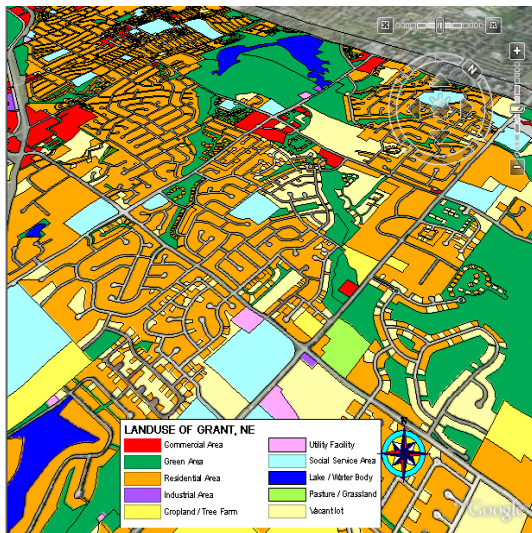 N
LANDUSE OF GRANT, NE
Commercial Area
Green Area
Residential Area
Industrial Area
Cropland / Tree Farm
Utility Facility
Social Service Area
Lake / Water Body
Pasture / Grassland
Vacant lot
Google